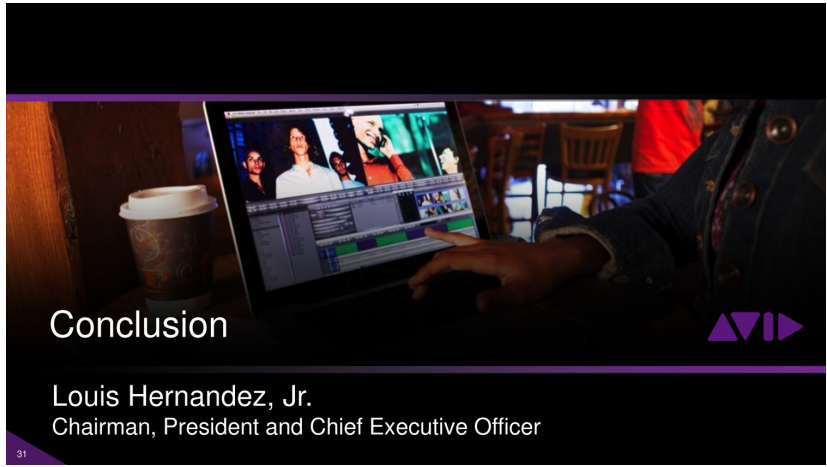 Conclusion
AVID
Louis Hernandez, Jr.
Chairman, President and Chief Executive Officer
31